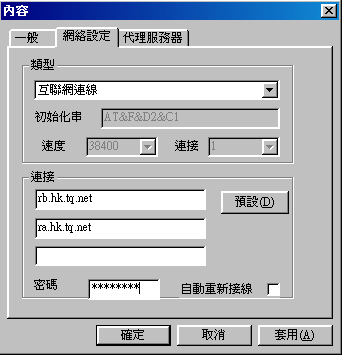 內容
一般 網絡設定 代理服務器
類型
互聯網連線
初始化串 AT&F&D2&C1
速度 38400 連接 1
連接
rb.hk.tq.net 預設(D)
ra.hk.tq.net
密碼 ******** 自動重新接線
確定 取消 套用(A)